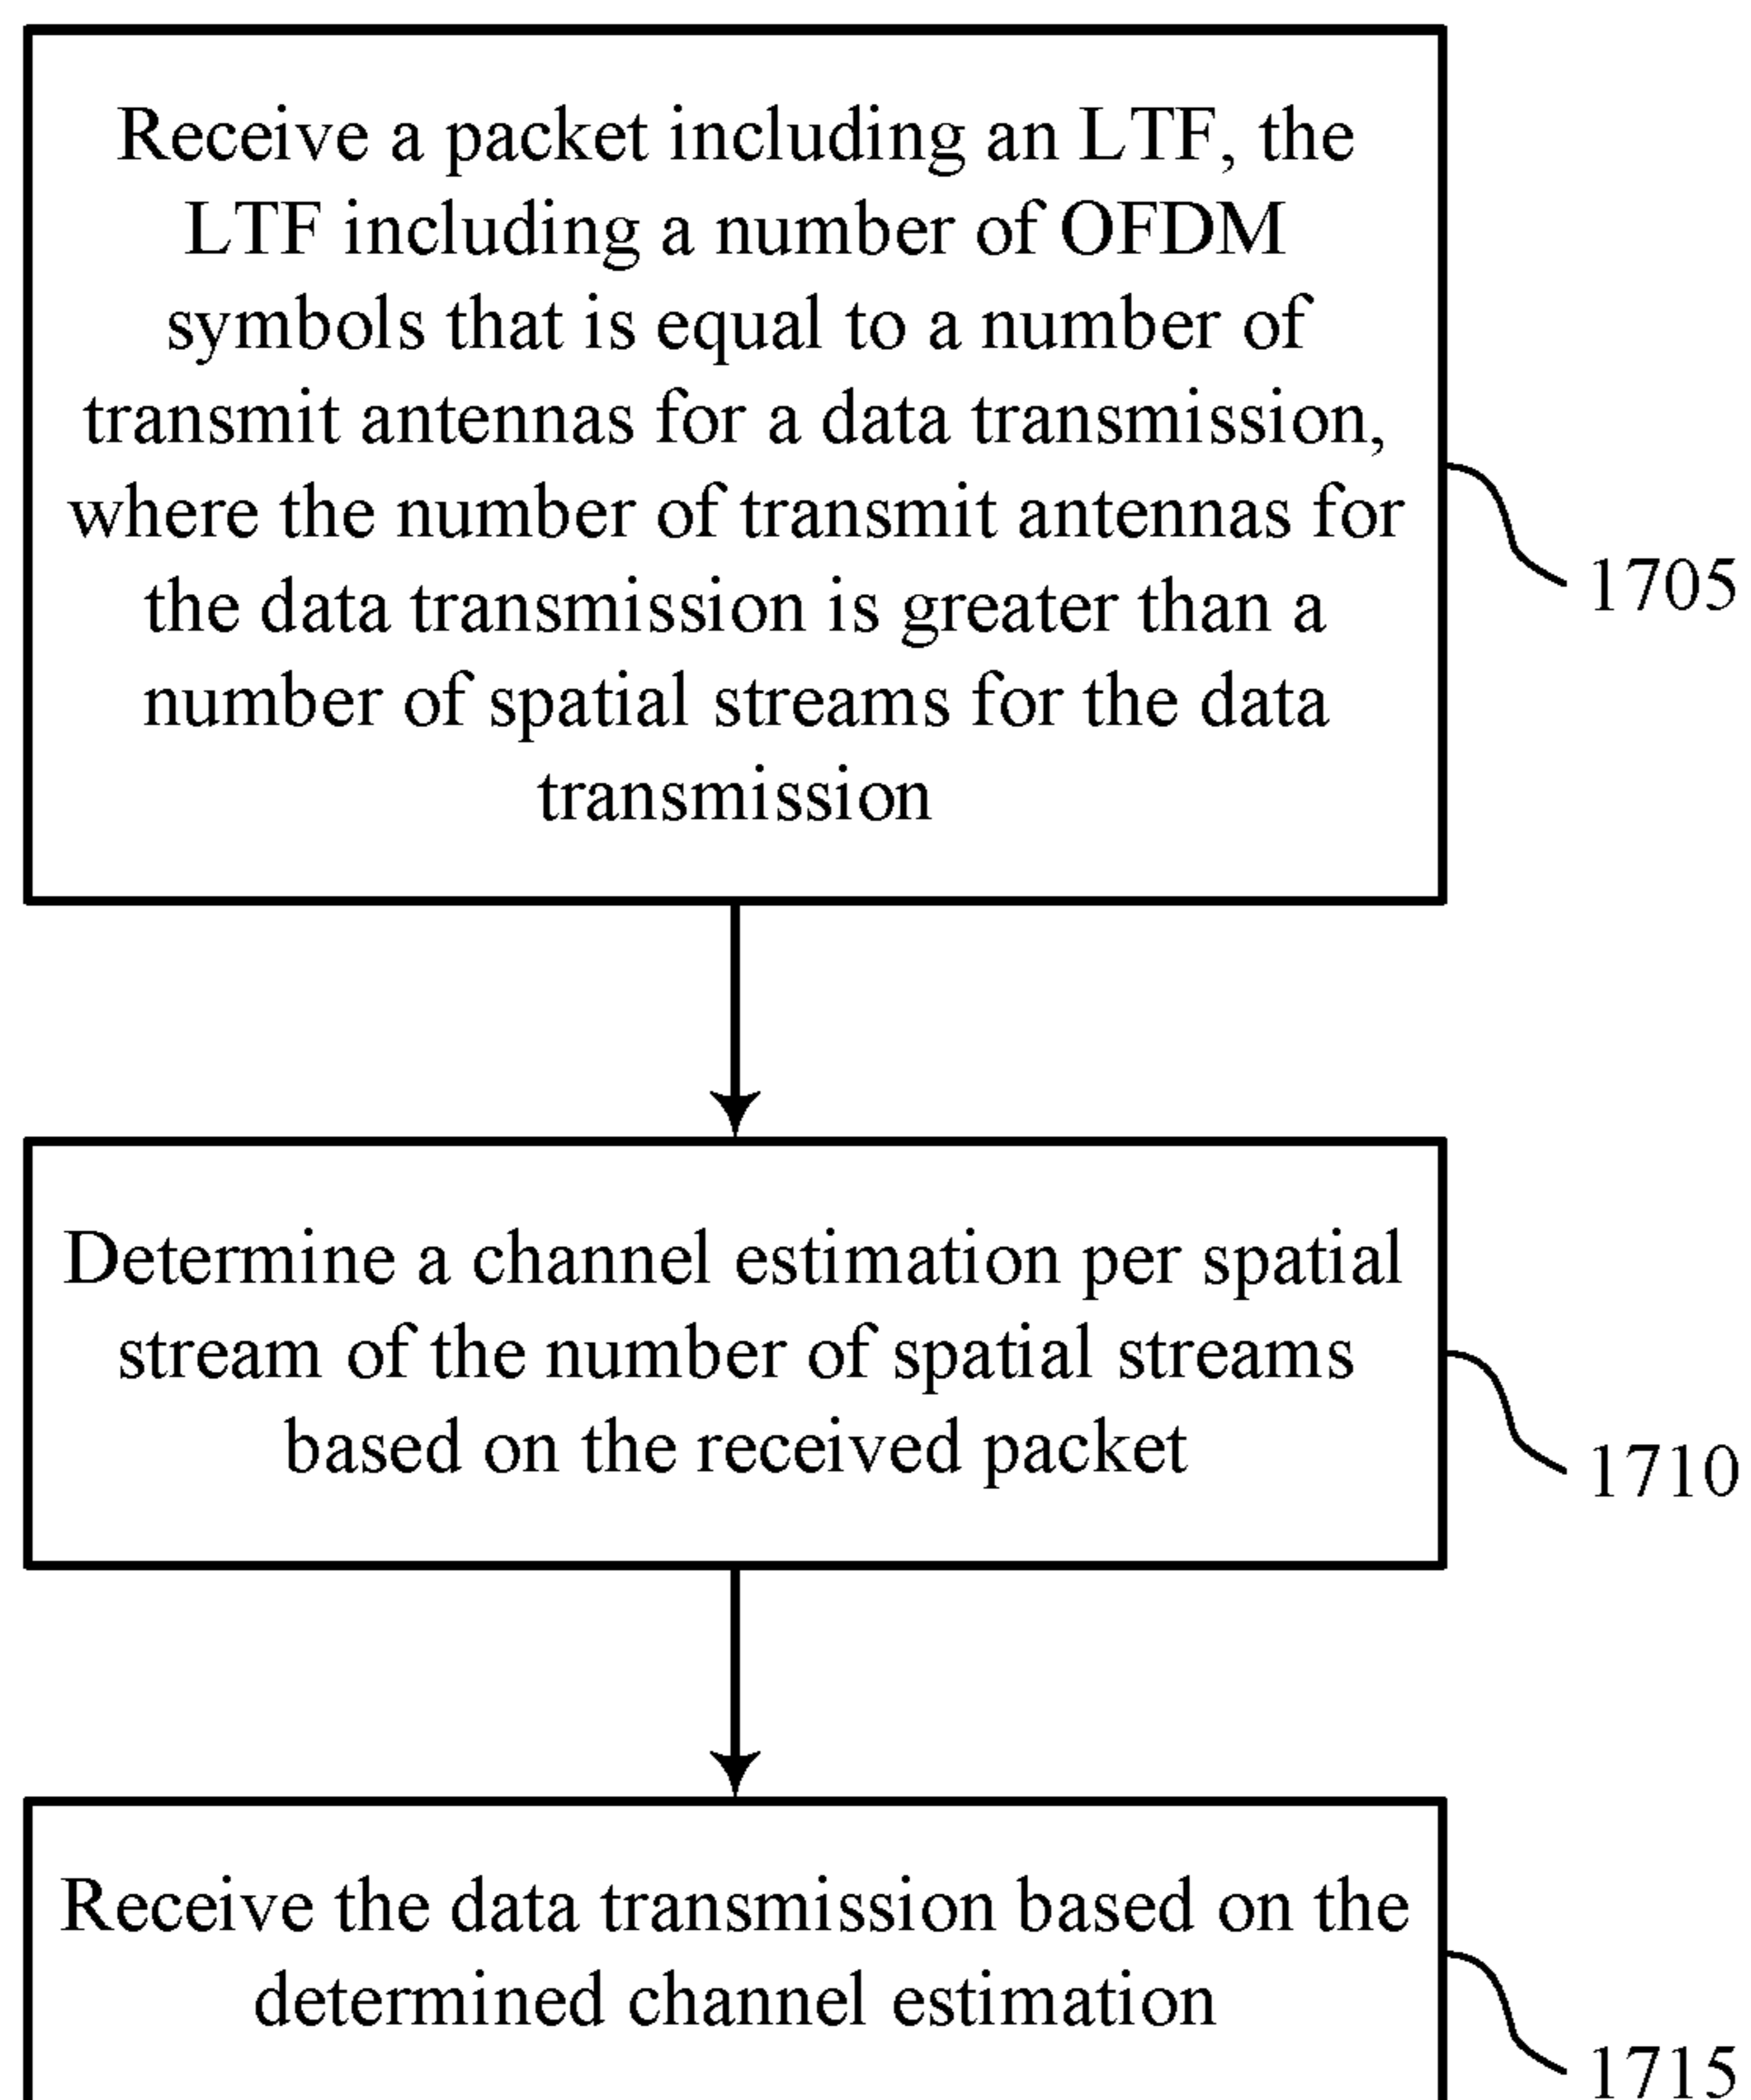 Receive a packet including an LTF, the
LTF including a number of OFDM
symbols that is equal to a number of
transmit antennas for a data transmission,
where the number of transmit antennas for
the data transmission is greater than a
number of spatial streams for the data
transmission
1705
Determine a channel estimation per spatial
stream of the number of spatial streams
based on the received packet
1710
Receive the data transmission based on the
determined channel estimation
1715